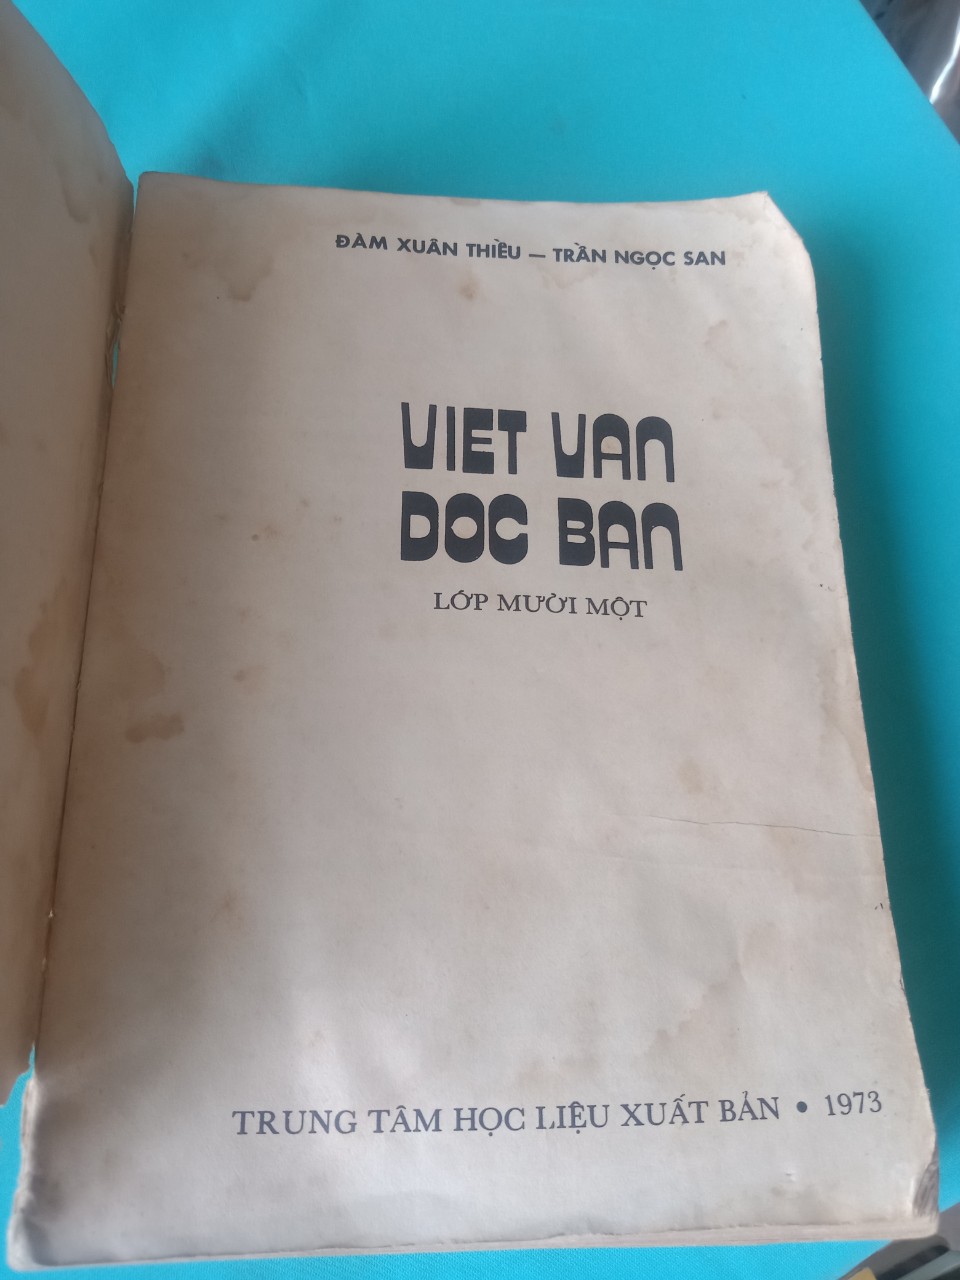 ĐÀM XUÂN THIỀU — TRẦN NGỌC SAN
VIET VAN
DOC BAN
LỚP MƯỜI MỘT
TRUNG TÂM HỌC LIỆU XUẤT BẢN • 1973